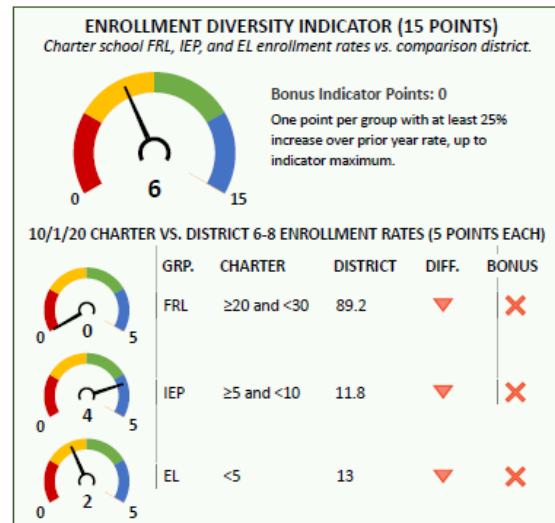 ENROLLMENT DIVERSITY INDICATOR (15 POINTS)
Charter school FRL, IEP, and EL enrollment rates vs. comparison district.
Bonus Indicator Points: 0
One point per group with at least 25%
increase over prior year rate, up to
indicator maximum.
0 6 15
10/1/20 CHARTER VS. DISTRICT 6-8 ENROLLMENT RATES (5 POINTS EACH)
GRP. CHARTER DISTRICT DIFF. BONUS
0 0 5 FRL ≥20 and <30 89.2
0 4 5 IEP ≥5 and <10 11.8
0 2 5 EL <5 13